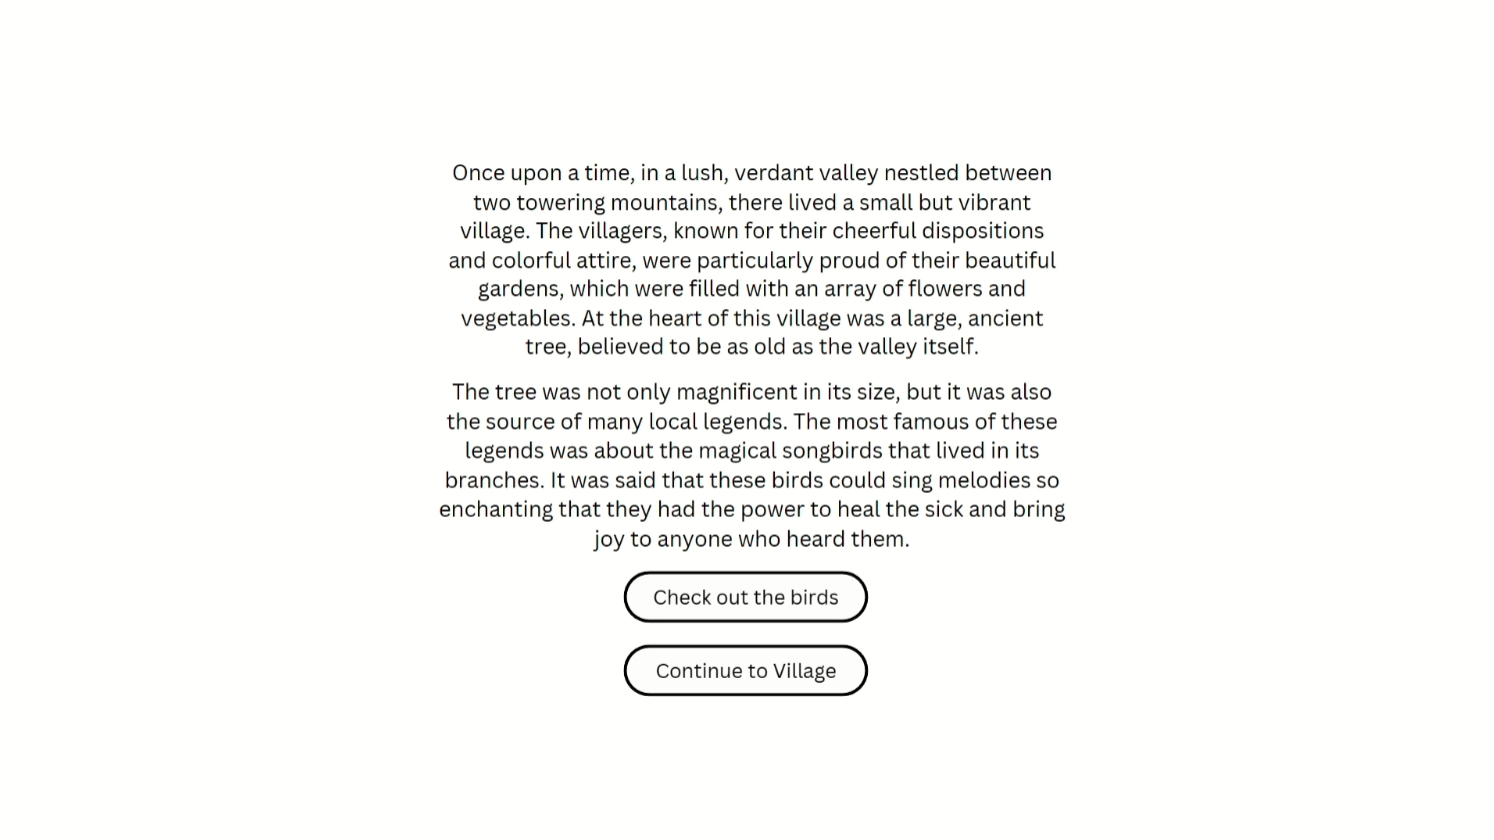 Once upon a time, in a lush, verdant valley nestled between
two towering mountains, there lived a small but vibrant
village. The villagers, known for their cheerful dispositions
and colorful attire, were particularly proud of their beautiful
gardens, which were filled with an array of flowers and
vegetables. At the heart of this village was a large, ancient
tree, believed to be as old as the valley itself.
The tree was not only magnificent in its size, but it was also
the source of many local legends. The most famous of these
legends was about the magical songbirds that lived in its
branches. It was said that these birds could sing melodies so
enchanting that they had the power to heal the sick and bring
joy to anyone who heard them.
Check out the birds
Continue to Village